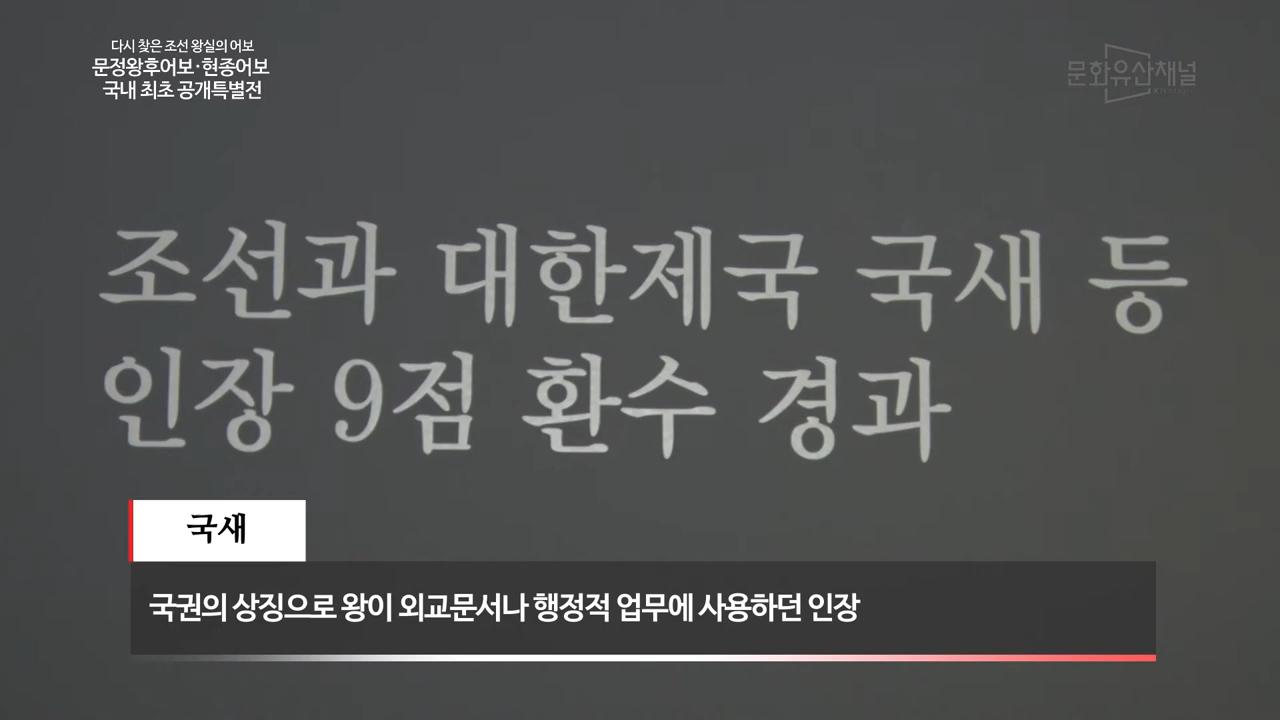 다시 찾은 조선 왕실의 어보
문정왕후어보·현종어보
국내 최초 공개특별전
문화유산채널
조선과 대한제국 국새 등
인장 9점 환수 경과
국새
국권의 상징으로 왕이 외교문서나 행정적 업무에 사용하던 인장